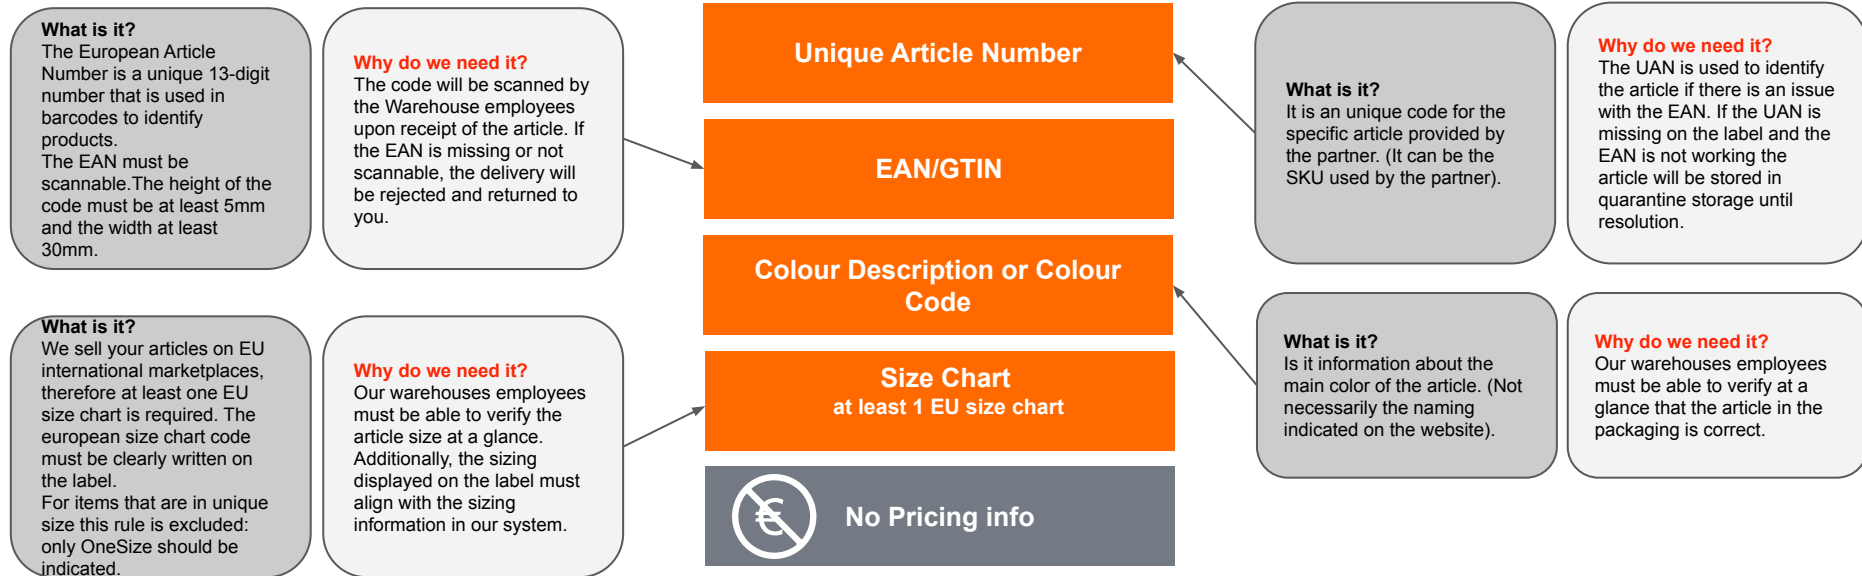 What is it?
The European Article
Number is a unique 13-digit
number that is used in
barcodes to identify
products.
The EAN must be
scannable.The height of the
code must be at least 5mm
and the width at least
30mm.
Why do we need it?
The code will be scanned by
the Warehouse employees
upon receipt of the article. If
the EAN is missing or not
scannable, the delivery will
be rejected and returned to
you.
Unique Article Number
EAN/GTIN
Colour Description or Colour
Code
Size Chart
at least 1 EU size chart
€
No Pricing info
What is it?
It is an unique code for the
specific article provided by
the partner. (It can be the
SKU used by the partner).
Why do we need it?
The UAN is used to identify
the article if there is an issue
with the EAN. If the UAN is
missing on the label and the
EAN is not working the
article will be stored in
quarantine storage until
resolution.
What is it?
We sell your articles on EU
international marketplaces,
therefore at least one EU
size chart is required. The
european size chart code
must be clearly written on
the label.
For items that are in unique
size this rule is excluded:
only OneSize should be
indicated.
Why do we need it?
Our warehouses employees
must be able to verify the
article size at a glance.
Additionally, the sizing
displayed on the label must
align with the sizing
information in our system.
What is it?
Is it information about the
main color of the article. (Not
necessarily the naming
indicated on the website).
Why do we need it?
Our warehouses employees
must be able to verify at a
glance that the article in the
packaging is correct.